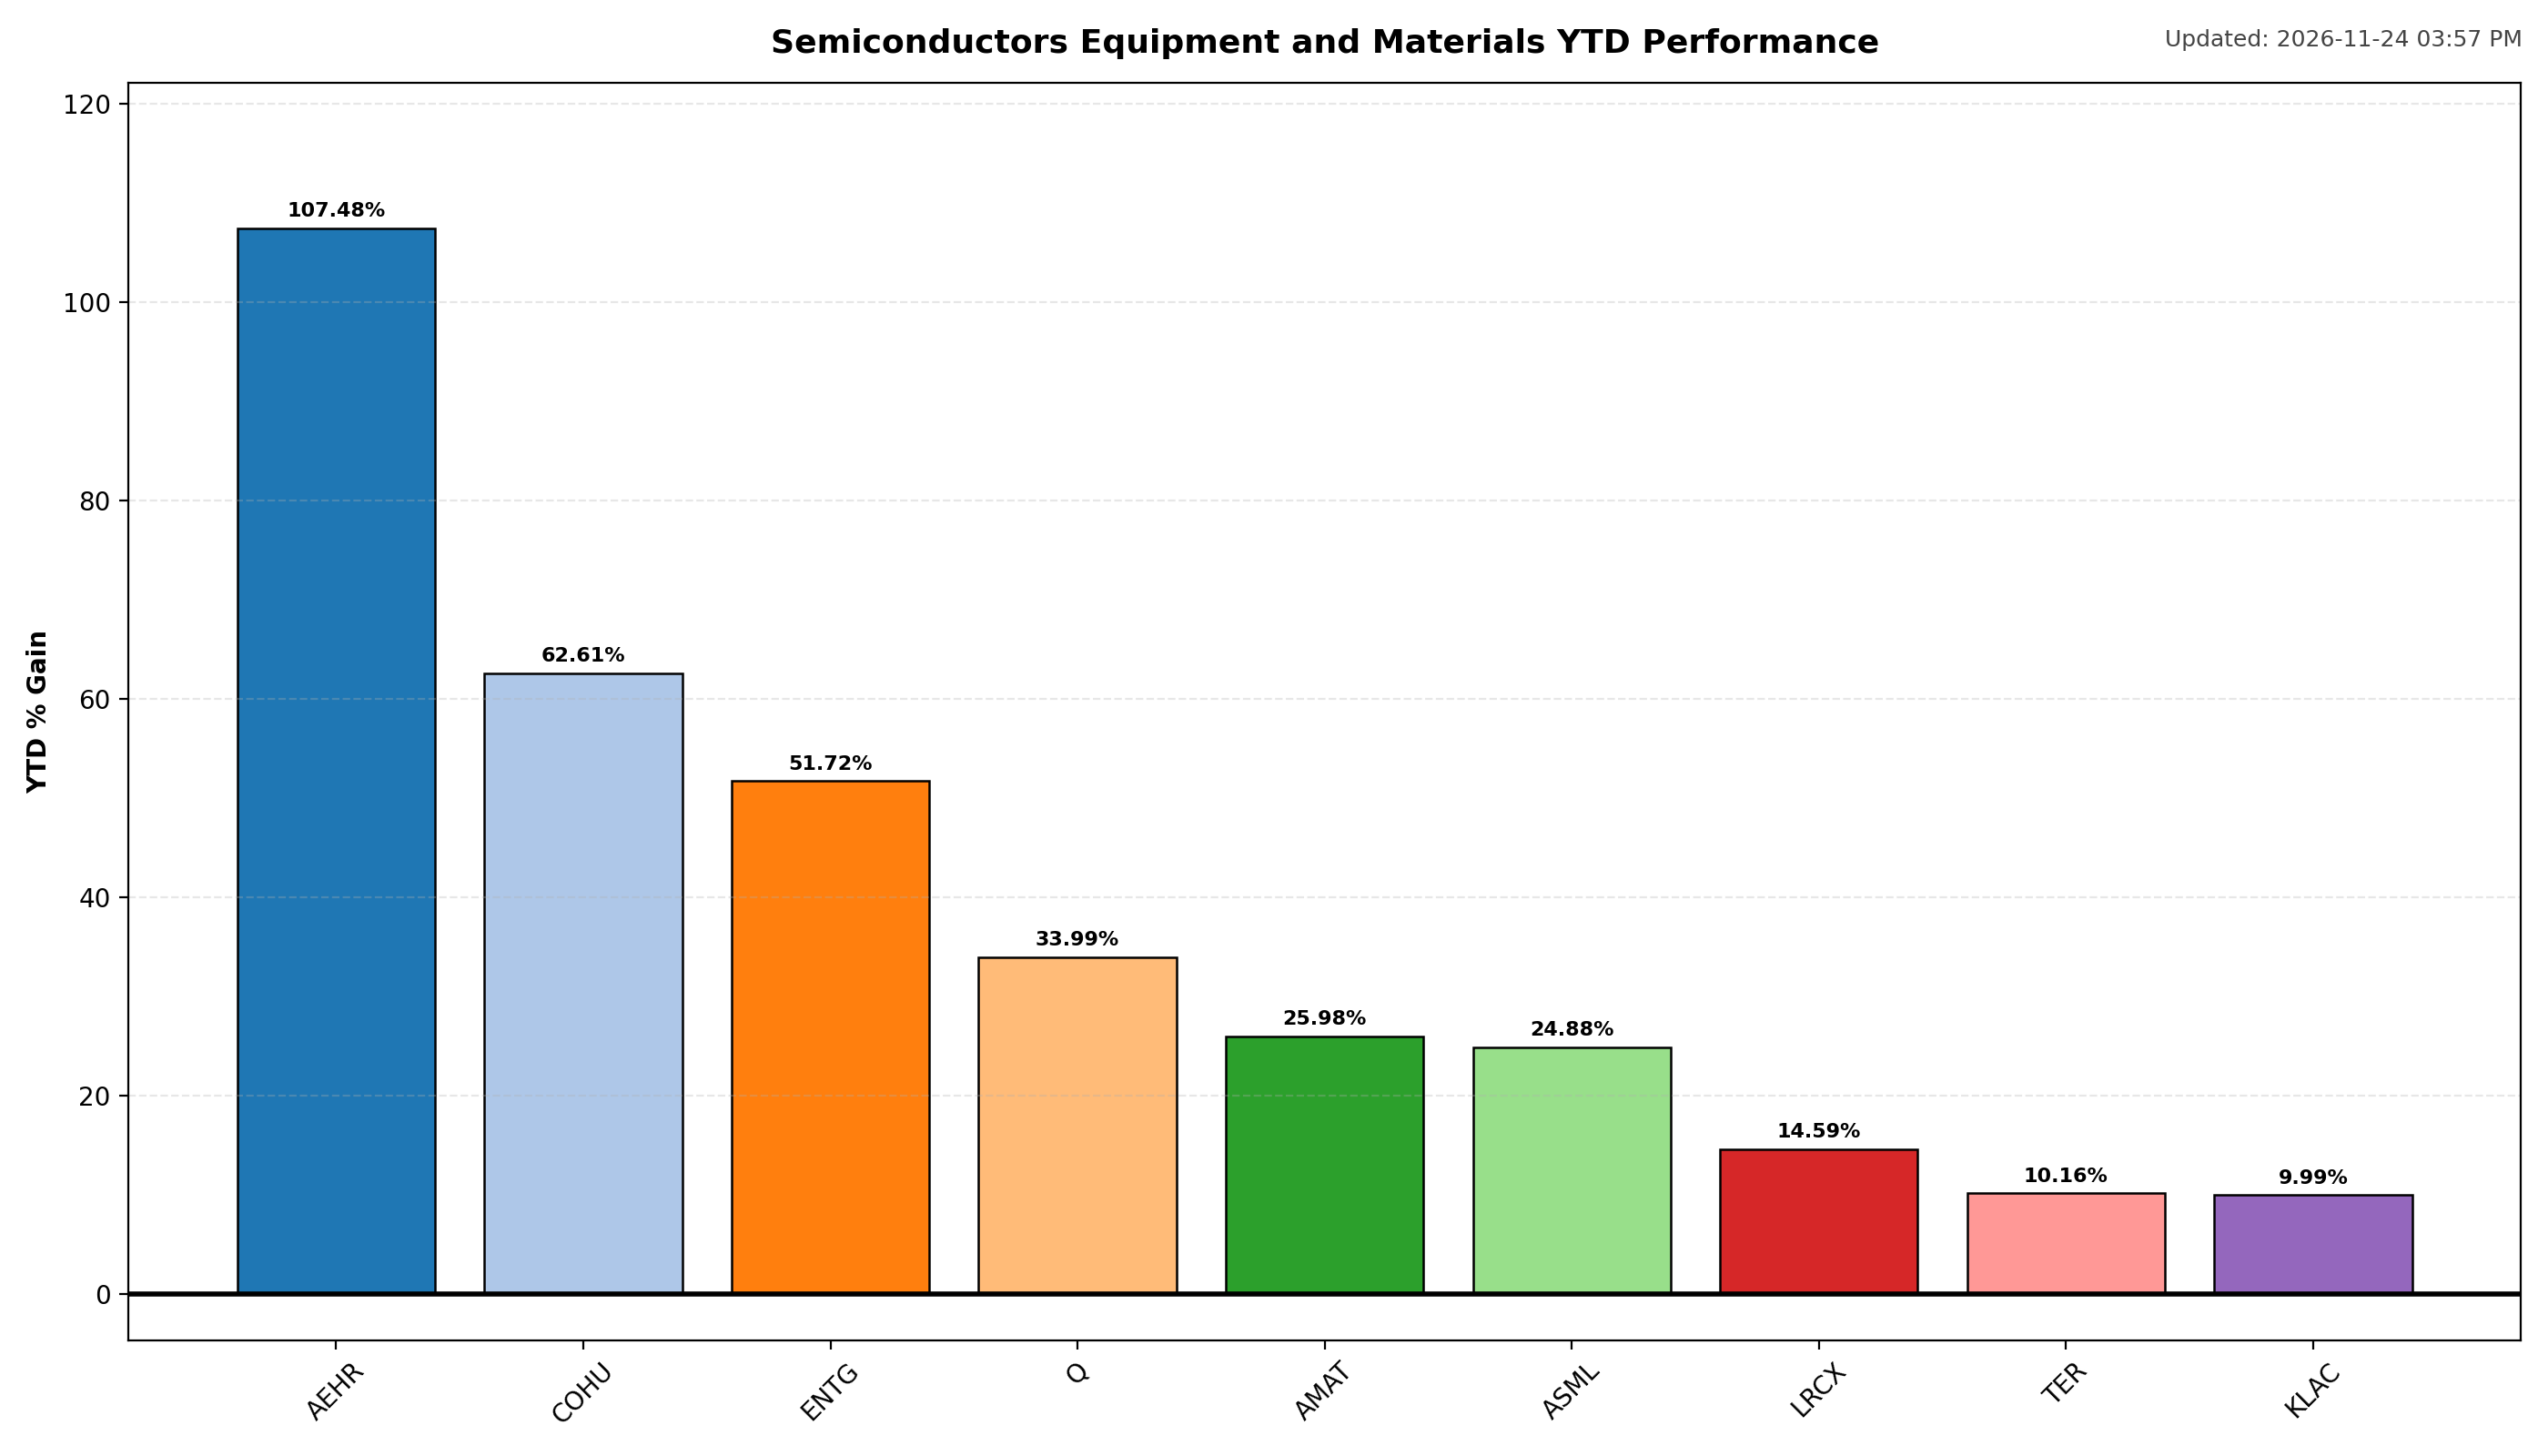 Semiconductors Equipment and Materials YTD Performance
Updated: 2026-11-24 03:57 PM
YTD % Gain
120
100
80
60
40
20
0
107.48%
62.61%
51.72%
33.99%
25.98%
24.88%
14.59%
10.16%
9.99%
AEHR
COHU
ENTG
Q
AMAT
ASML
LRCX
TER
KLAC